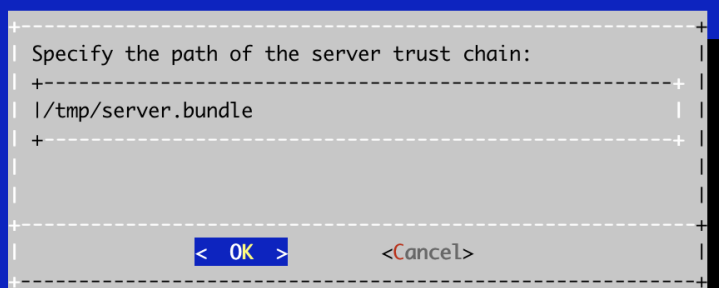 Specify the path of the server trust chain:
/tmp/server.bundle
< OK > <Cancel>